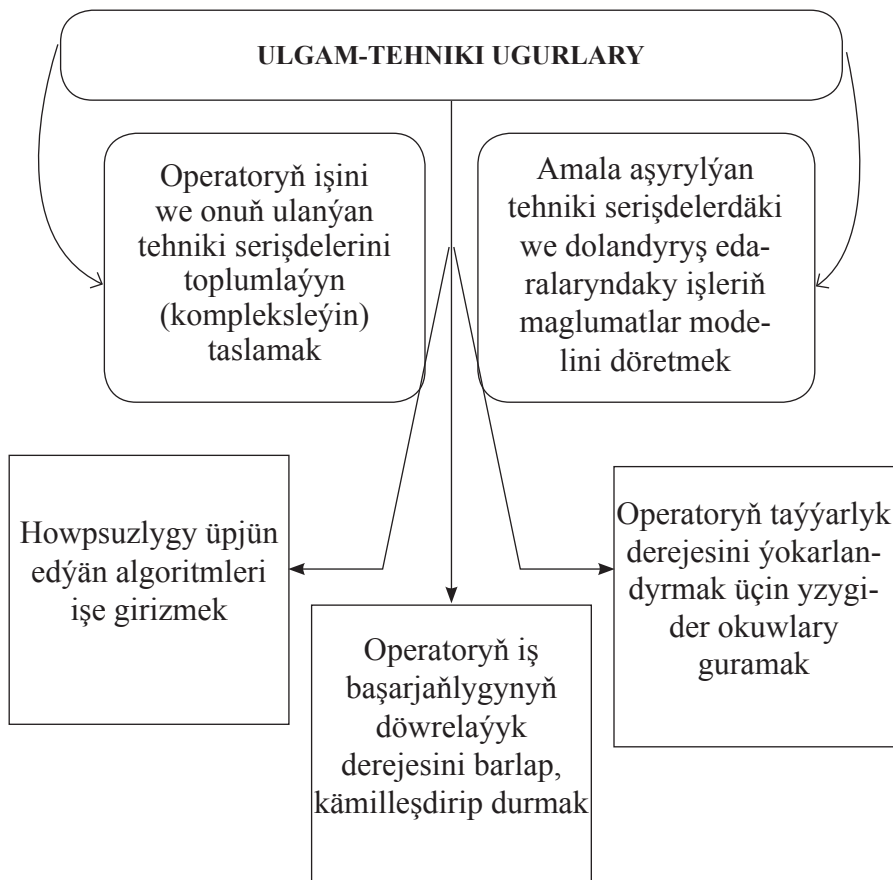 ULGAM-TEHNIKI UGURLARY
Operatoryň işini
we onuň ulanýan
tehniki serişdelerini
toplumlaýyn
(kompleksleýin)
taslamak
Amala aşyrylýan
tehniki serişdelerdäki
we dolandyryş eda-
ralaryndaky işleriň
maglumatlar mode-
lini döretmek
Howpsuzlygy üpjün
edýän algoritmleri
işe girizmek
Operatoryň iş
başarjaňlygynyň
döwrelaýyk
derejesini barlap,
kämilleşdirip durmak
Operatoryň taýýarlyk
derejesini ýokarlan-
dyrmak üçin yzygi-
der okuwlary
guramak